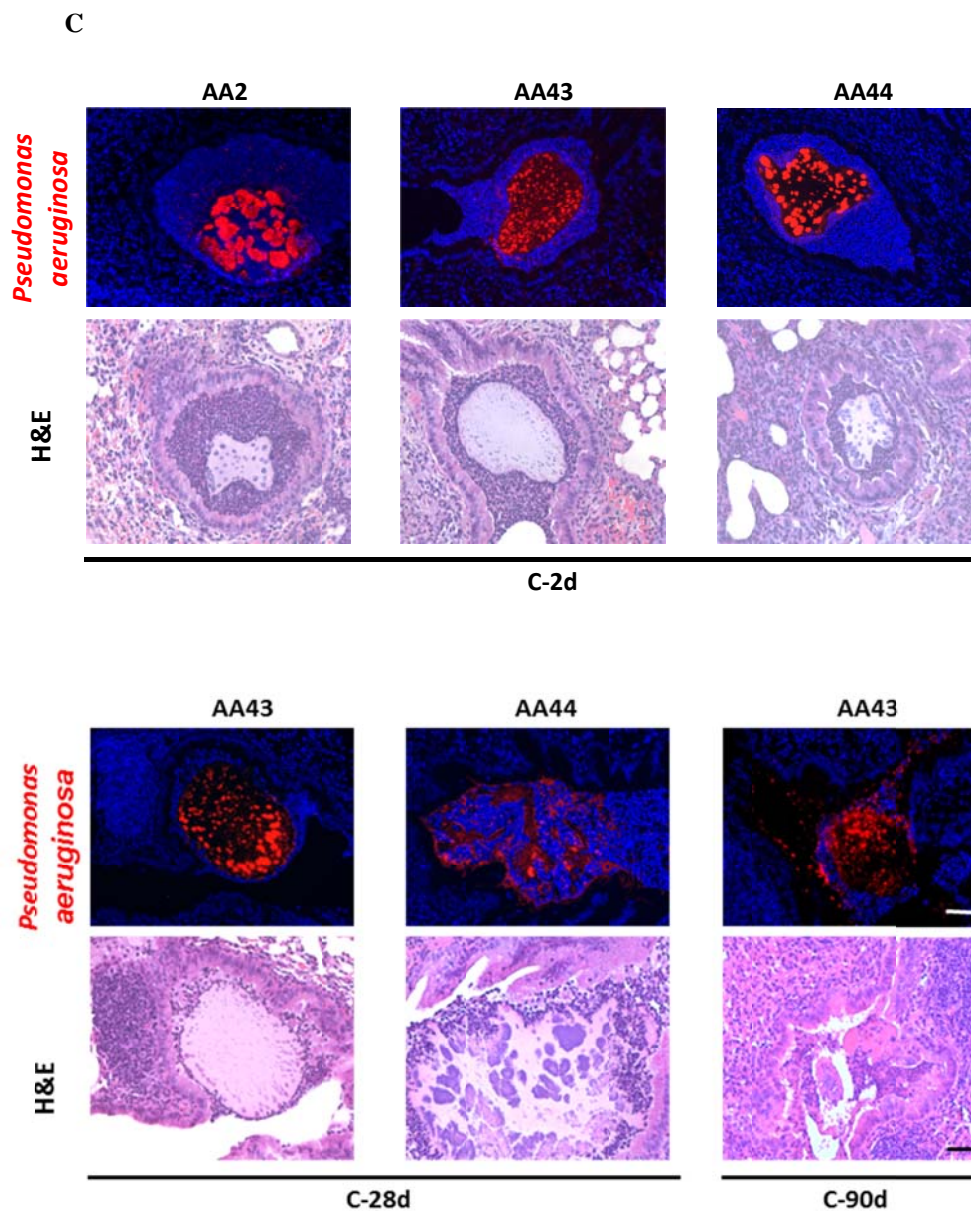 C
AA2 AA43 AA44
Pseudomonas
aeruginosa
H&E
C-2d
AA43 AA44 AA43
Pseudomonas
aeruginosa
H&E
C-28d C-90d